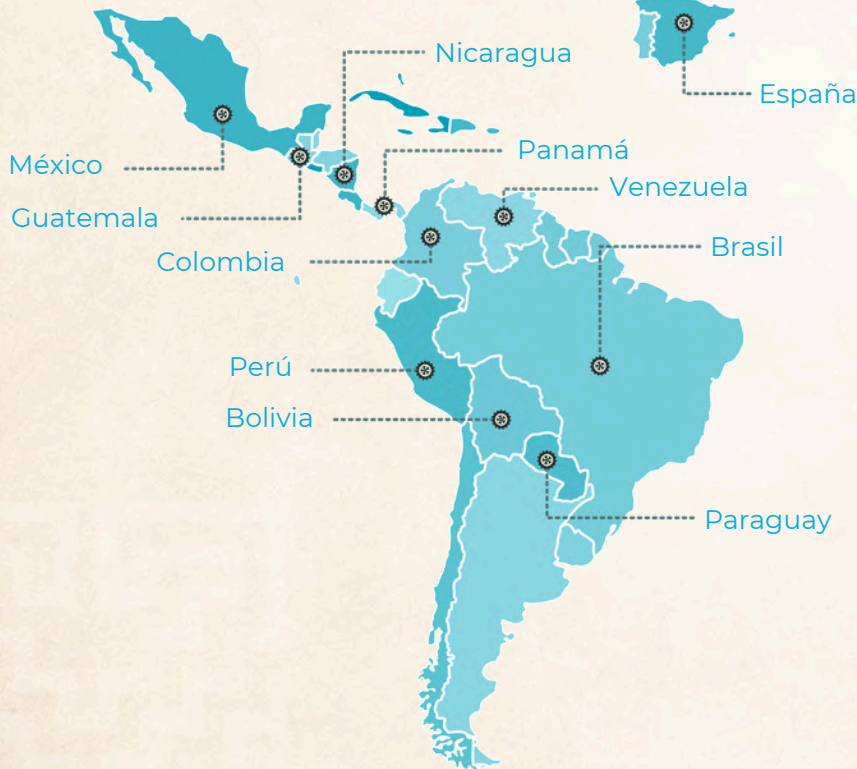 Nicaragua
España
Panamá
México
Venezuela
Guatemala
Brasil
Colombia
Perú
Bolivia
Paraguay